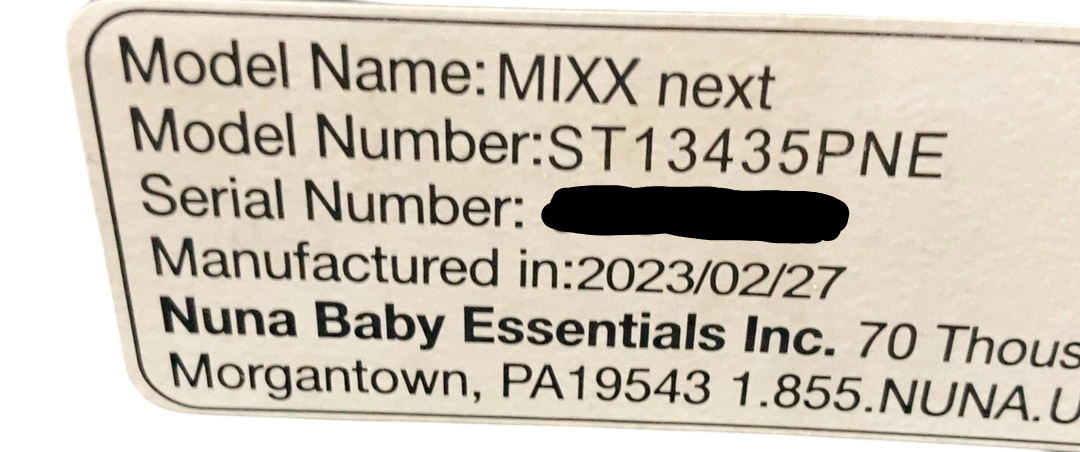 Model Name:MIXX next
Model Number:ST13435PNE
Serial Number:
Manufactured in:2023/02/27
Nuna Baby Essentials Inc. 70 Thous
Morgantown, PA19543 1.855.NUNA.U